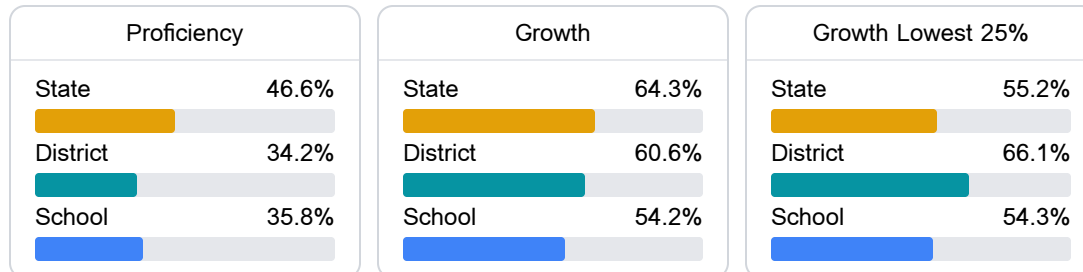 Proficiency
State 46.6%
District 34.2%
School 35.8%
Growth
State 64.3%
District 60.6%
School 54.2%
Growth Lowest 25%
State 55.2%
District 66.1%
School 54.3%